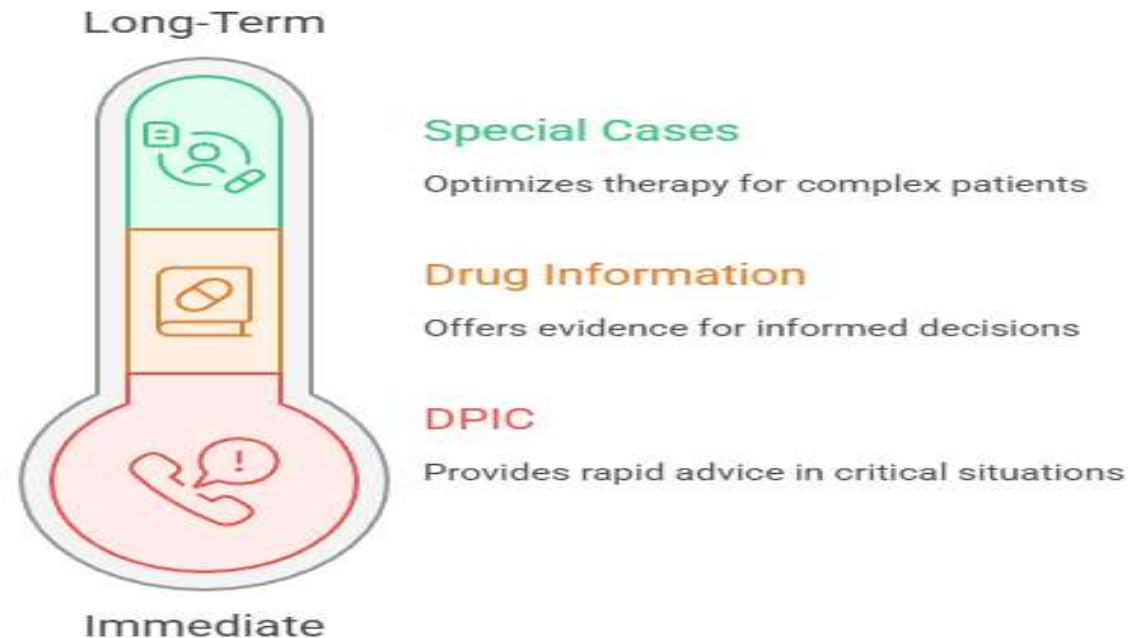 Long-Term
Special Cases
Optimizes therapy for complex patients
Drug Information
Offers evidence for informed decisions
DPIC
!
Provides rapid advice in critical situations
Immediate